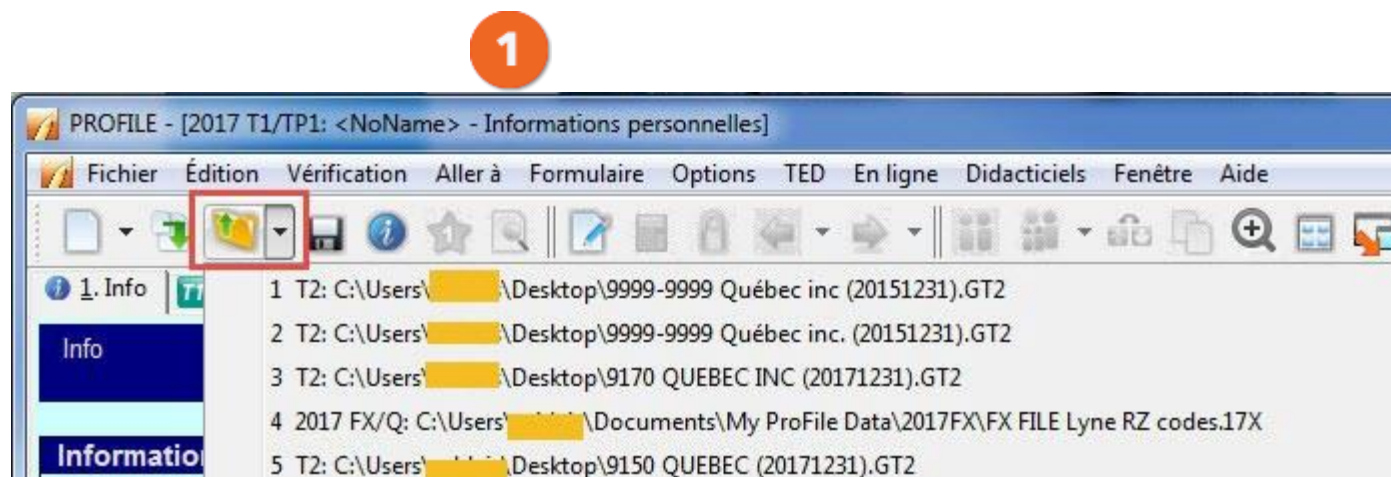 1
PROFILE - [2017 T1/TP1: <NoName> - Informations personnelles]
Fichier Édition Vérification Aller à Formulaire Options TED En ligne Didacticiels Fenêtre Aide
1. Info
1 T2: C:\Users\ \Desktop\9999-9999 Québec inc (20151231).GT2
Info
2 T2: C:\Users\ \Desktop\9999-9999 Québec inc. (20151231).GT2
3 T2: C:\Users\ \Desktop\9170 QUEBEC INC (20171231).GT2
4 2017 FX/Q: C:\Users\ \Documents\My ProFile Data\2017FX\FX FILE Lyne RZ codes.17X
Informatio
5 T2: C:\Users\ \Desktop\9150 QUEBEC (20171231).GT2